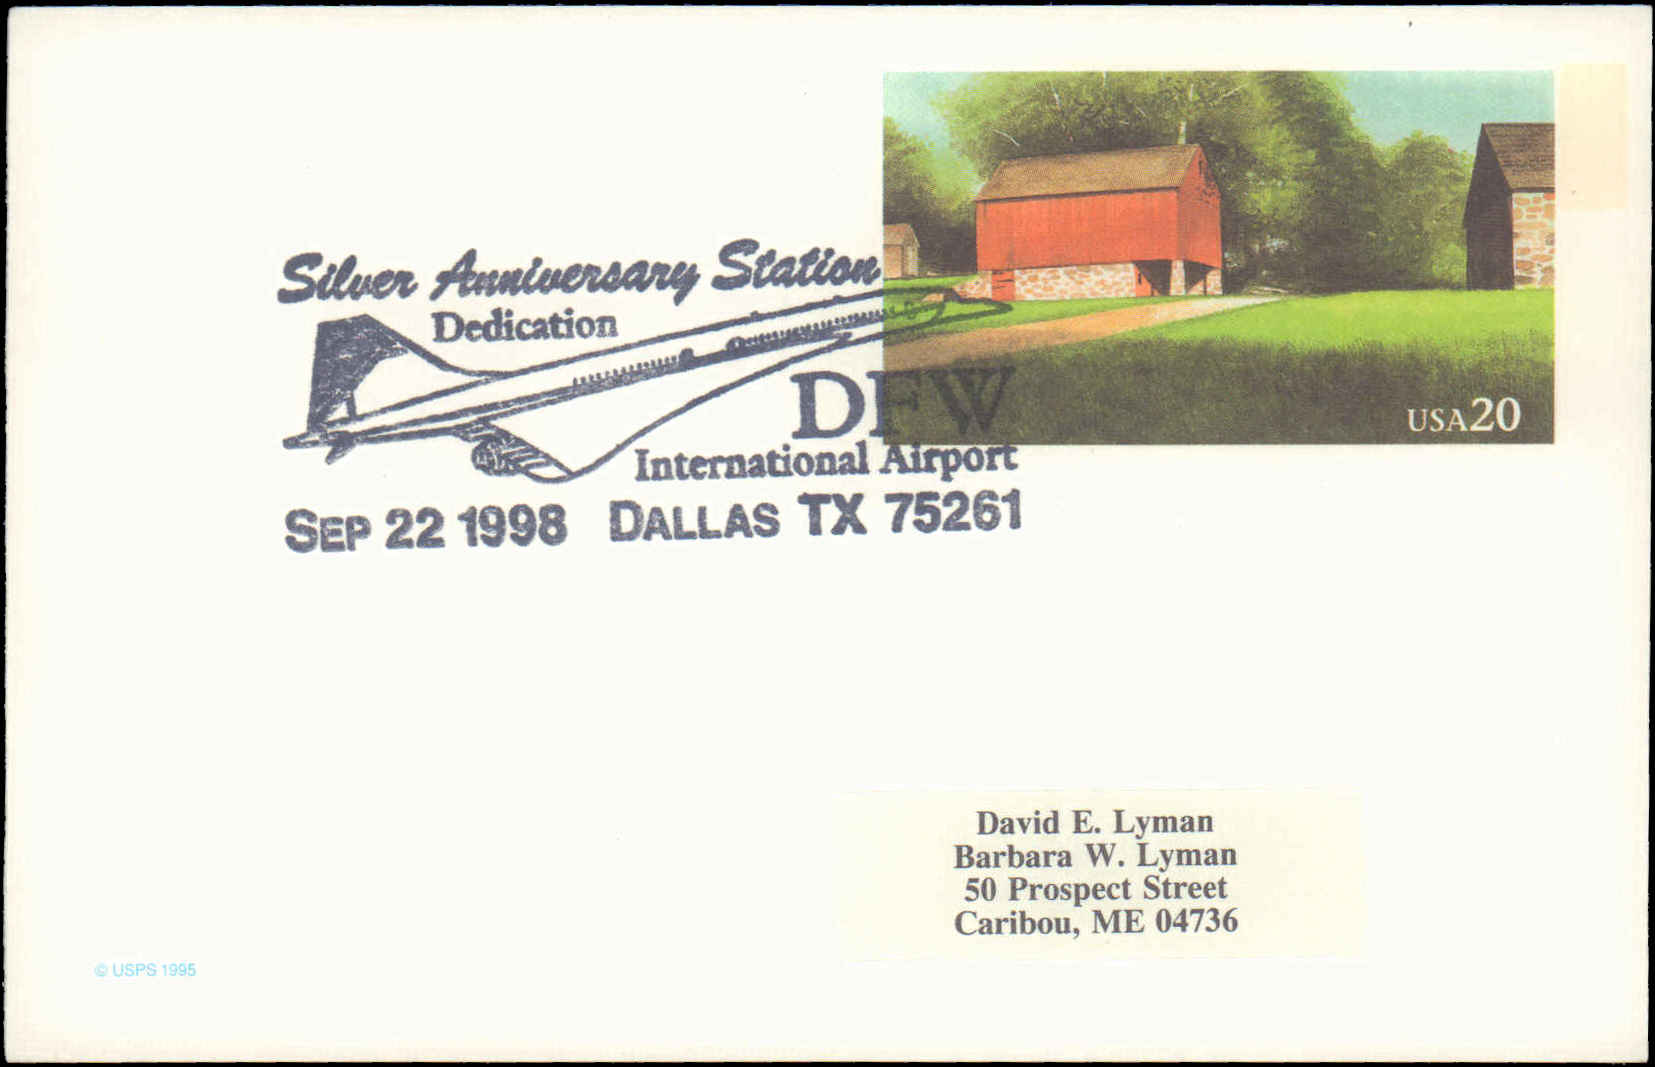 Silver Anniversary Station
Dedication
DFW
International Airport
SEP 22 1998 DALLAS TX 75261
USA20
David E. Lyman
Barbara W. Lyman
50 Prospect Street
Caribou, ME 04736
© USPS 1995